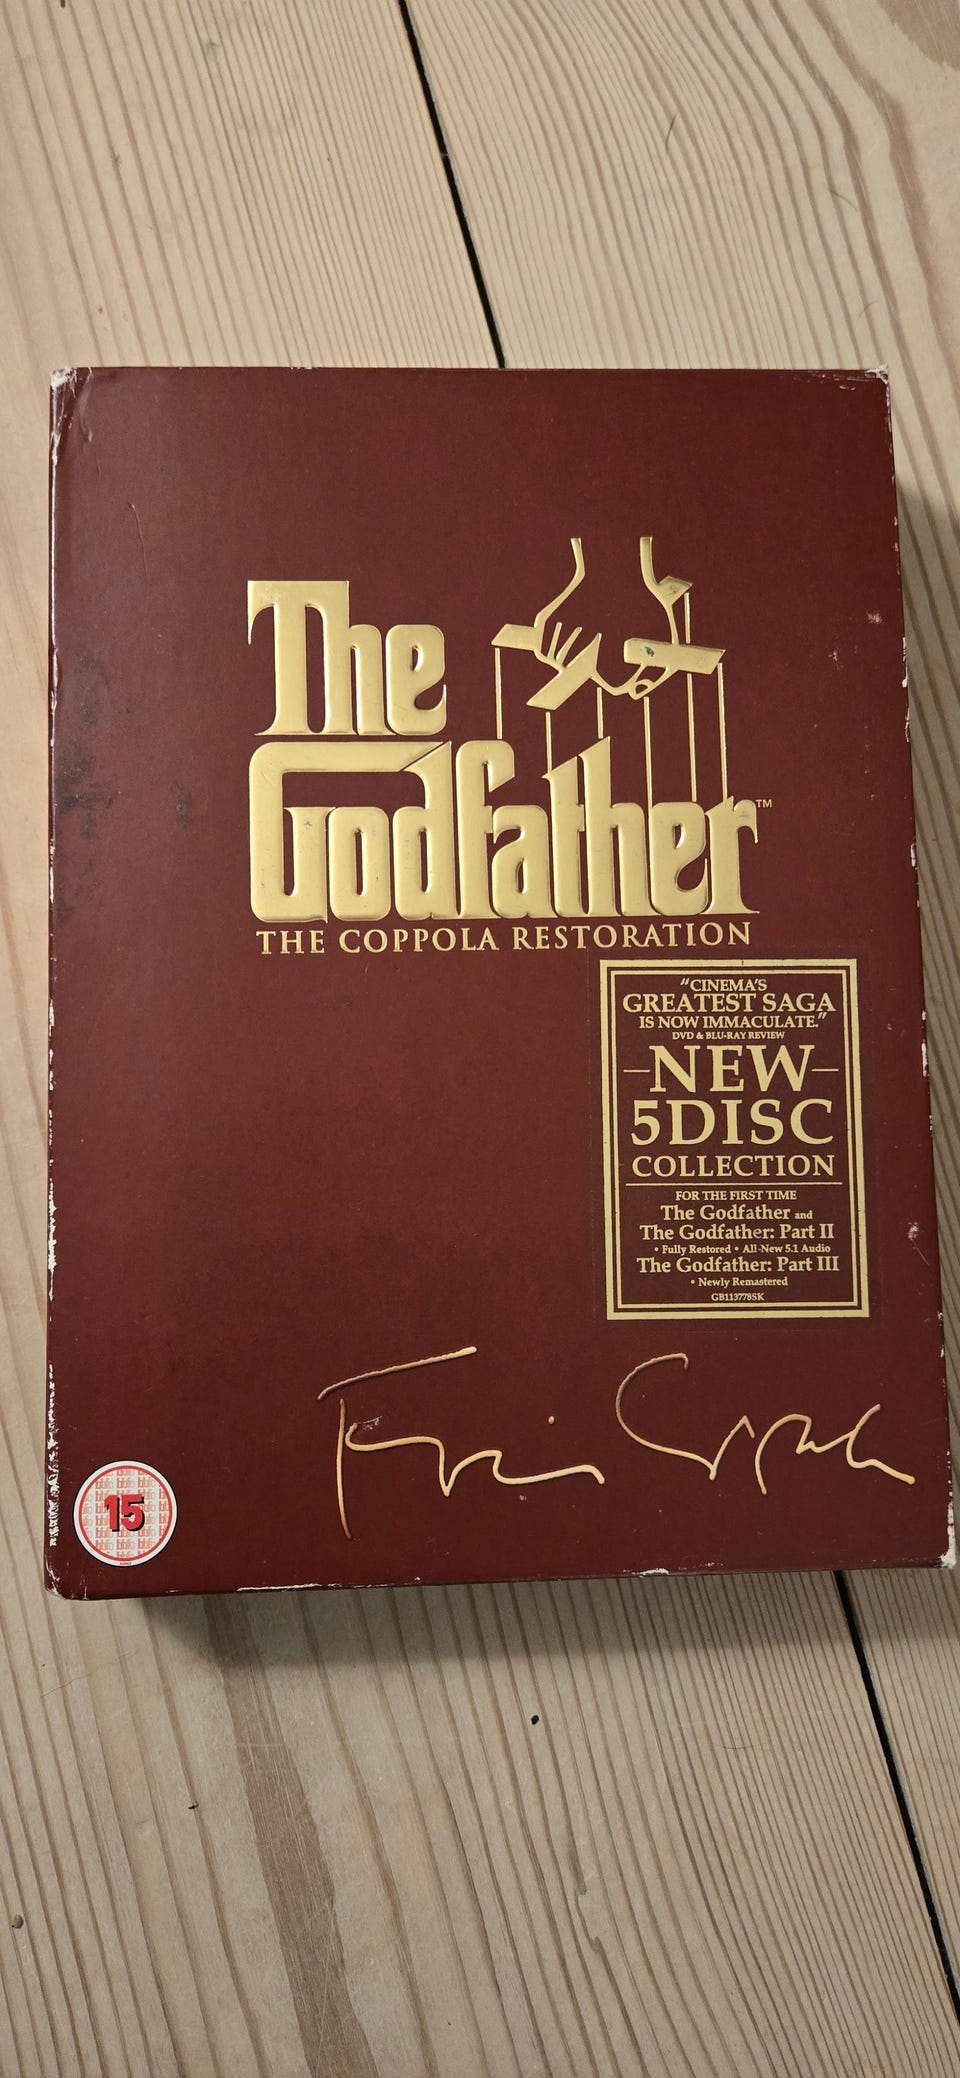 The
Godfather™
THE COPPOLA RESTORATION
"CINEMA'S
GREATEST SAGA
IS NOW IMMACULATE."
DVD & BLU-RAY REVIEW
NEW
5DISC
COLLECTION
FOR THE FIRST TIME
The Godfather and
The Godfather: Part II
• Fully Restored • All-New 5.1 Audio
The Godfather: Part III
• Newly Remastered
GB113778SK
15